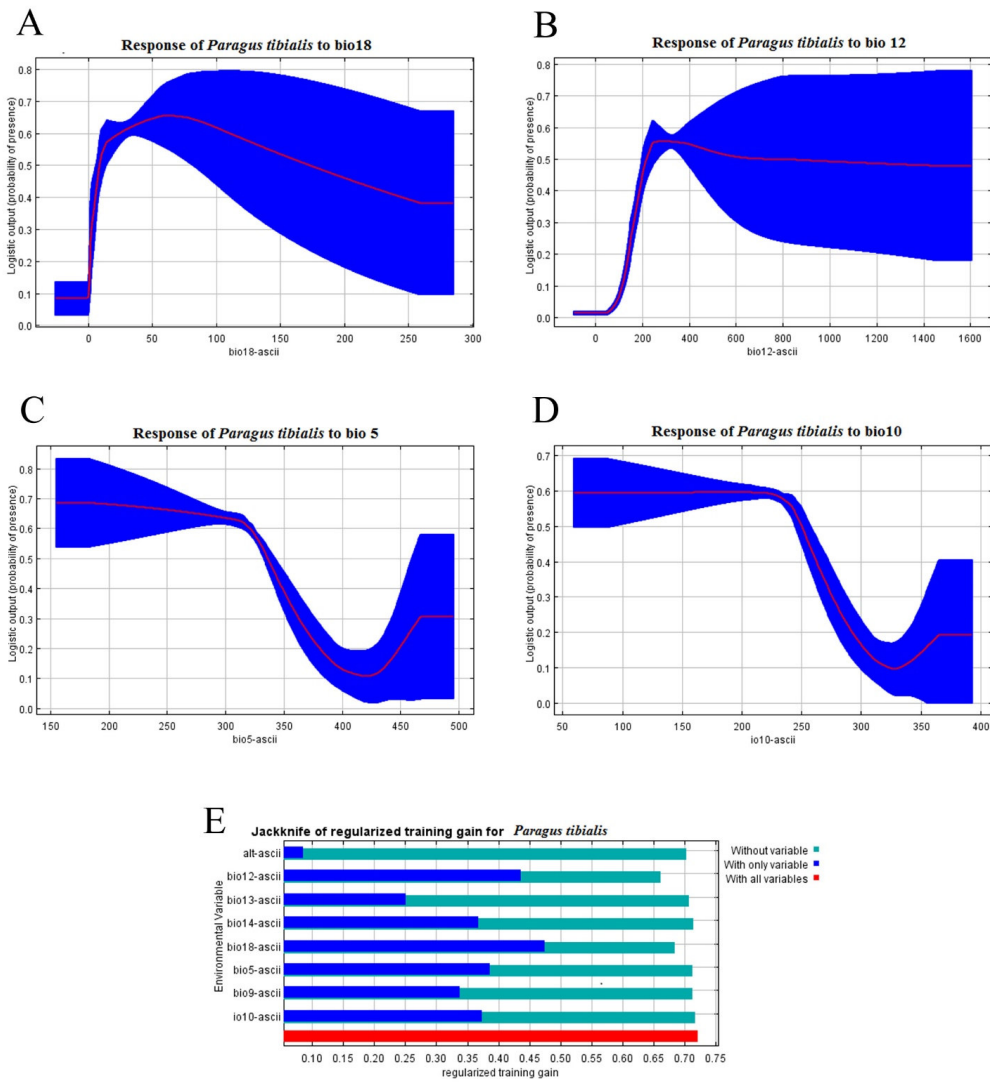 A
Response of Paragus tibialis to bio18
Logistic output (probability of presence)
0.8
0.7
0.6
0.5
0.4
0.3
0.2
0.1
0.0
0 50 100 150 200 250 300
bio18-ascii
B
Response of Paragus tibialis to bio 12
Logistic output (probability of presence)
0.8
0.7
0.6
0.5
0.4
0.3
0.2
0.1
0.0
0 200 400 600 800 1000 1200 1400 1600
bio12-ascii
C
Response of Paragus tibialis to bio 5
Logistic output (probability of presence)
0.8
0.7
0.6
0.5
0.4
0.3
0.2
0.1
0.0
150 200 250 300 350 400 450 500
bio5-ascii
D
Response of Paragus tibialis to bio10
Logistic output (probability of presence)
0.7
0.6
0.5
0.4
0.3
0.2
0.1
0.0
50 100 150 200 250 300 350 400
io10-ascii
E
Jackknife of regularized training gain for Paragus tibialis
Environmental Variable
alt-ascii
bio12-ascii
bio13-ascii
bio14-ascii
bio18-ascii
bio5-ascii
bio9-ascii
io10-ascii
0.10 0.15 0.20 0.25 0.30 0.35 0.40 0.45 0.50 0.55 0.60 0.65 0.70 0.75
regularized training gain
Without variable
With only variable
With all variables